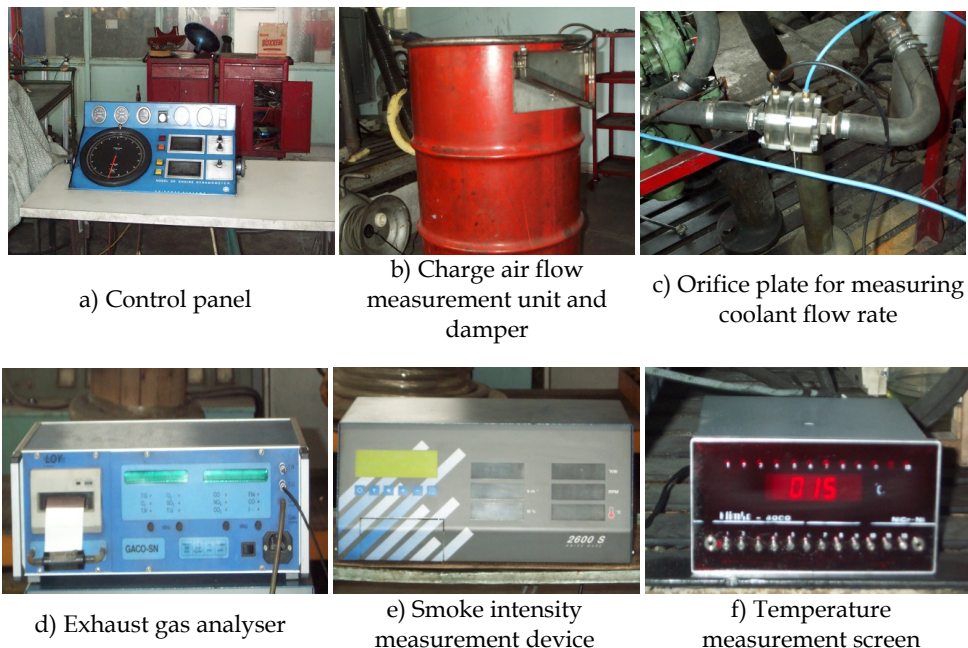 a) Control panel
b) Charge air flow
measurement unit and
damper
c) Orifice plate for measuring
coolant flow rate
GACO-SN
2600 S
015
°C
d) Exhaust gas analyser
e) Smoke intensity
measurement device
f) Temperature
measurement screen